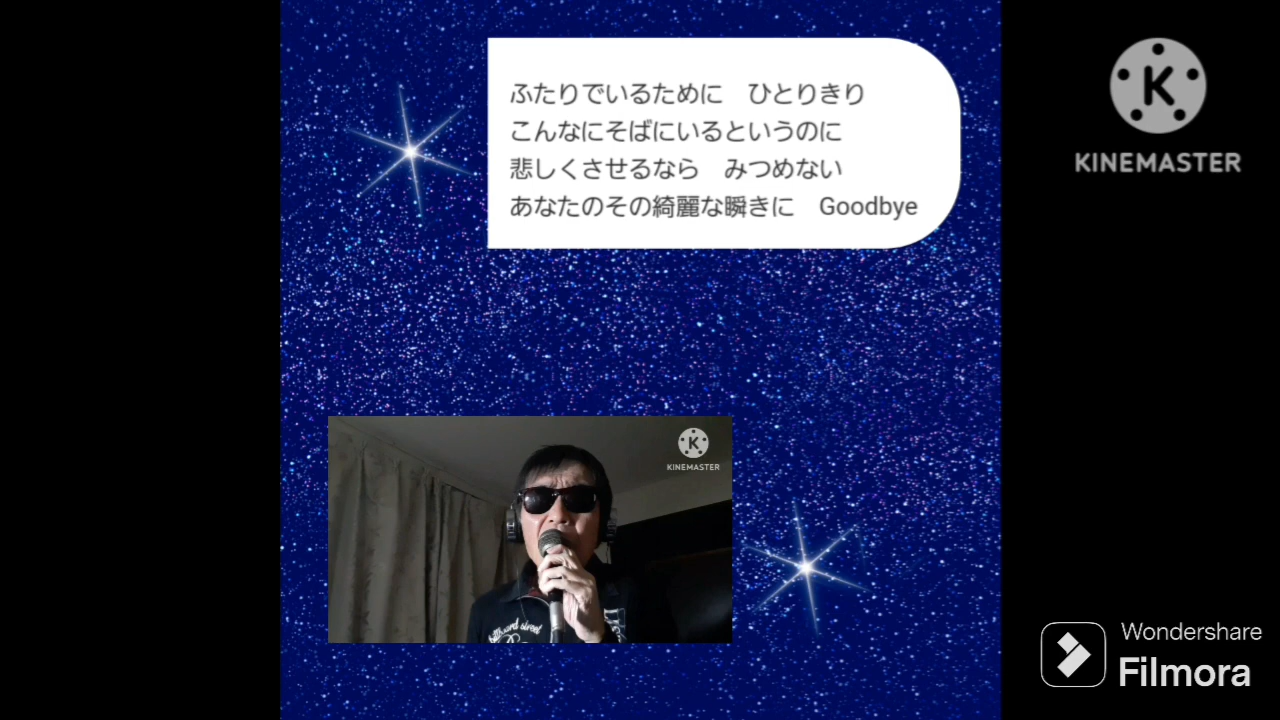 ふたりでいるために　ひとりきり
こんなにそばにいるというのに
悲しくさせるなら　みつめない
あなたのその綺麗な瞬きに　Goodbye
K
KINEMASTER
K
KINEMASTER
street
Wondershare
Filmora